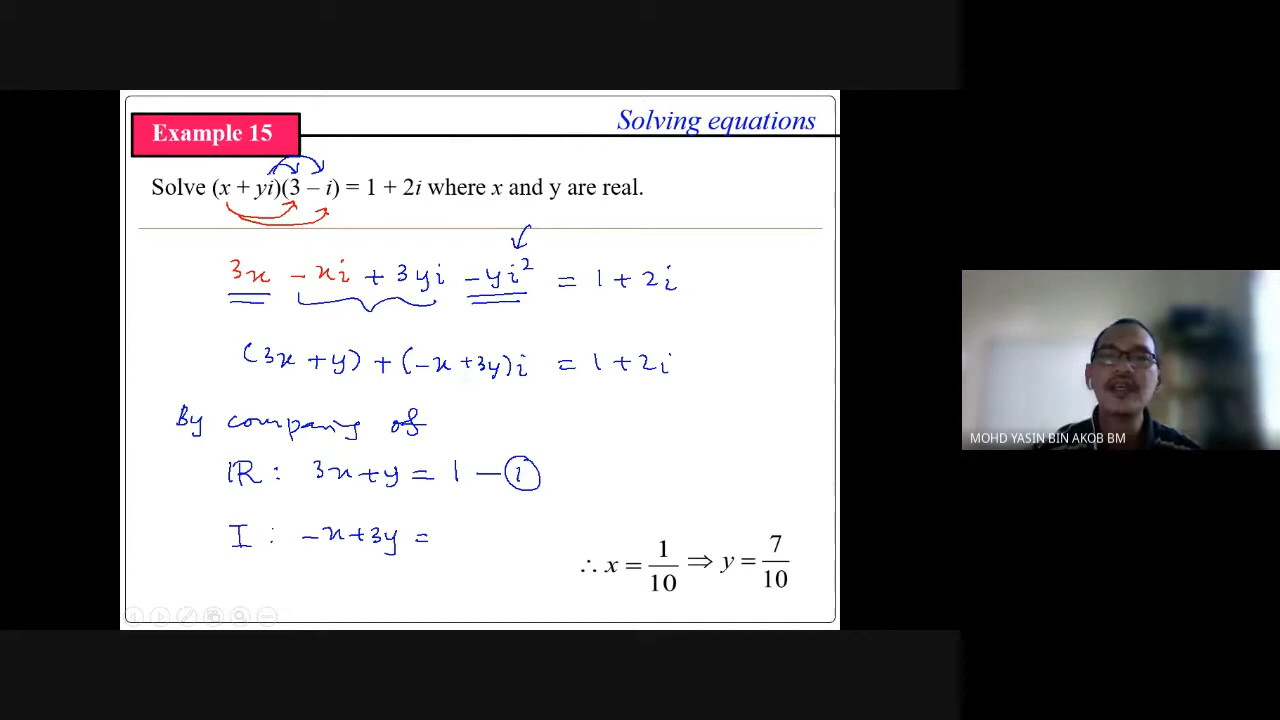 Solving equations
Example 15
Solve (x + yi)(3 – i) = 1 + 2i where x and y are real.
3x - xi + 3yi - yi² = 1 + 2i
(3x + y) + (-x + 3y)i = 1 + 2i
By comparing of
IR : 3x + y = 1 — ⓘ
I : -x + 3y =
∴ x = 1/10 ⇒ y = 7/10
MOHD YASIN BIN AKOB BM